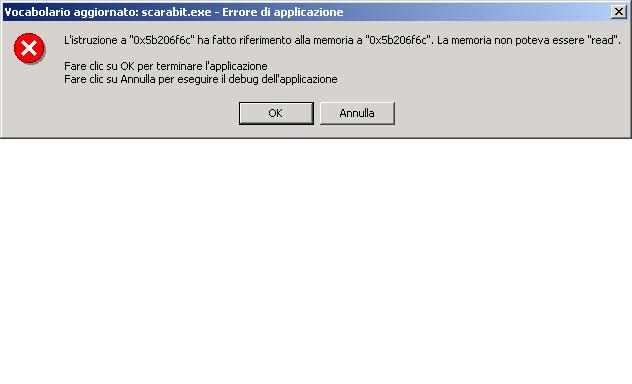 Vocabolario aggiornato: scarabit.exe - Errore di applicazione
L'istruzione a "0x5b206f6c" ha fatto riferimento alla memoria a "0x5b206f6c". La memoria non poteva essere "read".
Fare clic su OK per terminare l'applicazione
Fare clic su Annulla per eseguire il debug dell'applicazione
OK Annulla